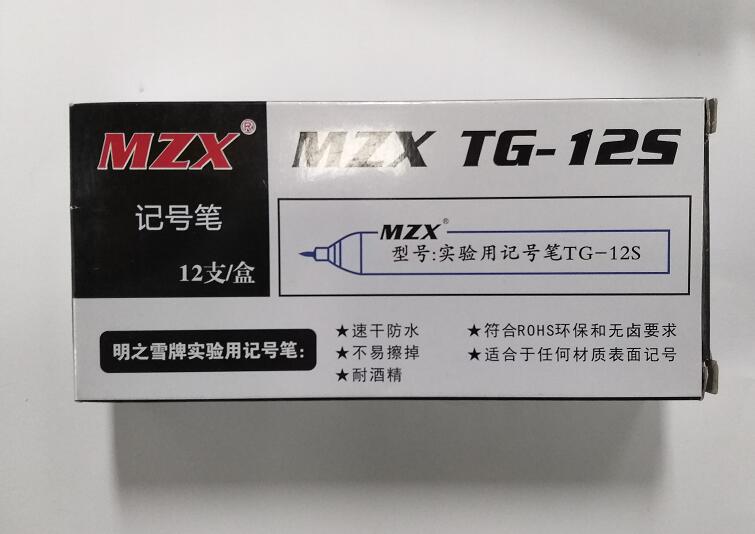 MZX®
记号笔
12支/盒
MZX TG-12S
MZX®
型号:实验用记号笔TG-12S
明之雪牌实验用记号笔:
★速干防水
★不易擦掉
★耐酒精
★符合ROHS环保和无卤要求
★适合于任何材质表面记号